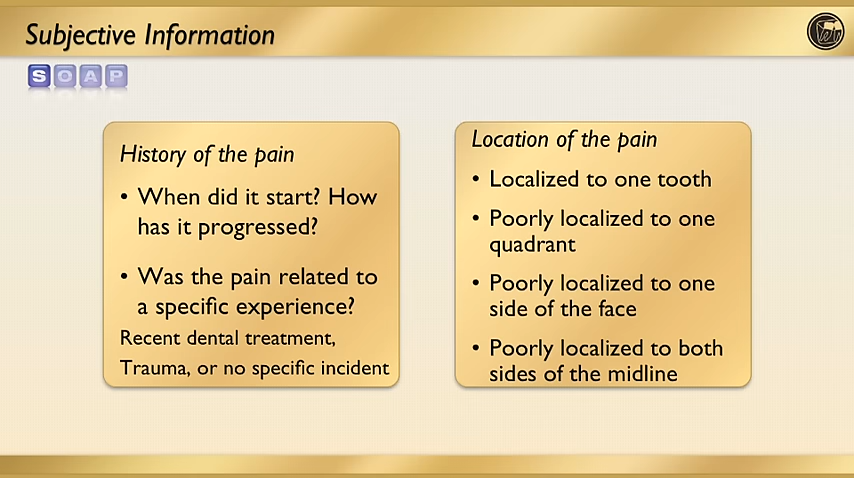 Subjective Information
S O A P
History of the pain
• When did it start? How
has it progressed?
• Was the pain related to
a specific experience?
Recent dental treatment,
Trauma, or no specific incident
Location of the pain
• Localized to one tooth
• Poorly localized to one
quadrant
• Poorly localized to one
side of the face
• Poorly localized to both
sides of the midline